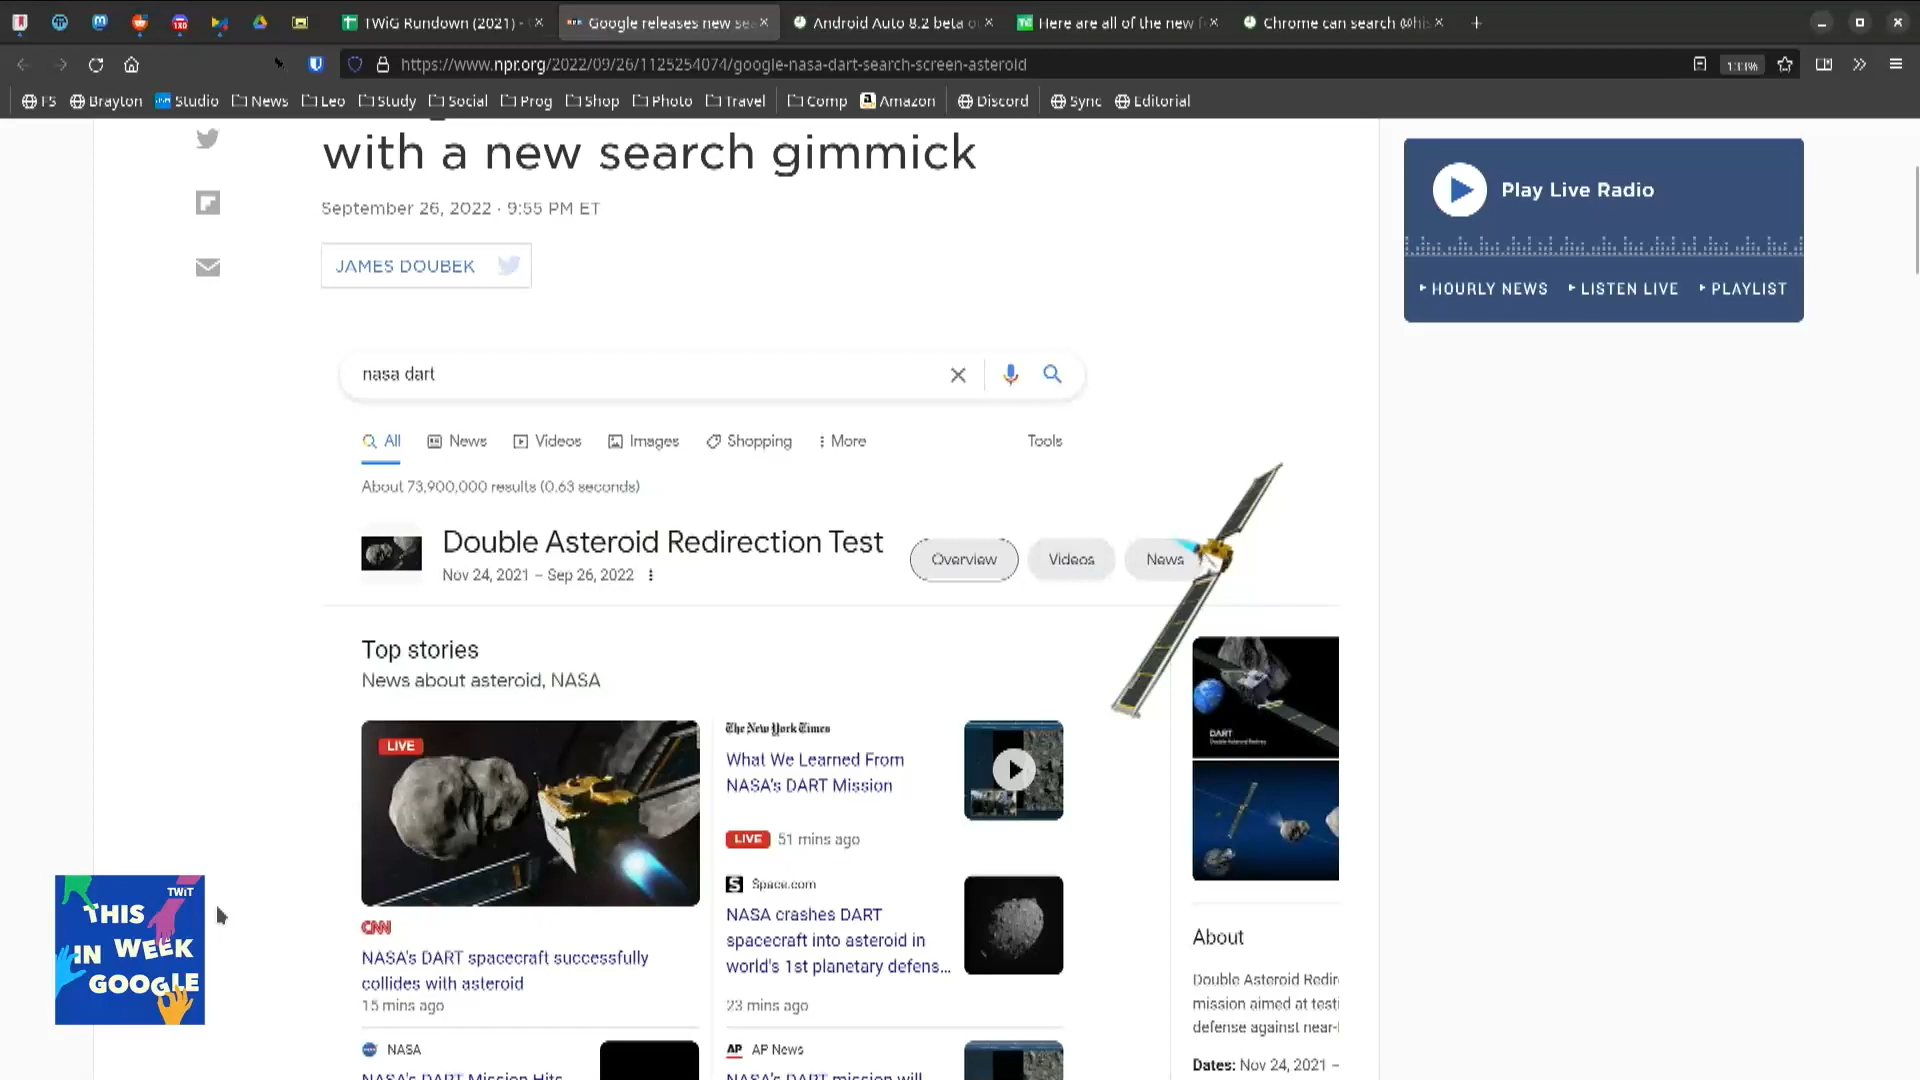 TWiG Rundown (2021) -
Google releases new se
Android Auto 8.2 beta o
Here are all of the new f
Chrome can search @his
https://www.npr.org/2022/09/26/1125254074/google-nasa-dart-search-screen-asteroid
133%
FS
Brayton
Studio
News
Leo
Study
Social
Prog
Shop
Photo
Travel
Comp
Amazon
Discord
Sync
Editorial
with a new search gimmick
September 26, 2022 · 9:55 PM ET
JAMES DOUBEK
Play Live Radio
HOURLY NEWS
LISTEN LIVE
PLAYLIST
nasa dart
All
News
Videos
Images
Shopping
More
Tools
About 73,900,000 results (0.63 seconds)
Double Asteroid Redirection Test
Nov 24, 2021 – Sep 26, 2022
Overview
Videos
News
Top stories
News about asteroid, NASA
LIVE
CNN
NASA's DART spacecraft successfully
collides with asteroid
15 mins ago
The New York Times
What We Learned From
NASA's DART Mission
LIVE 51 mins ago
Space.com
NASA crashes DART
spacecraft into asteroid in
world's 1st planetary defens...
23 mins ago
NASA
NASA's DART Mission Hits
AP AP News
NASA's DART mission will
DART
About
Double Asteroid Redir
mission aimed at testi
defense against near-
Dates: Nov 24, 2021 –
TWiT
THIS
IN WEEK
GOOGLE